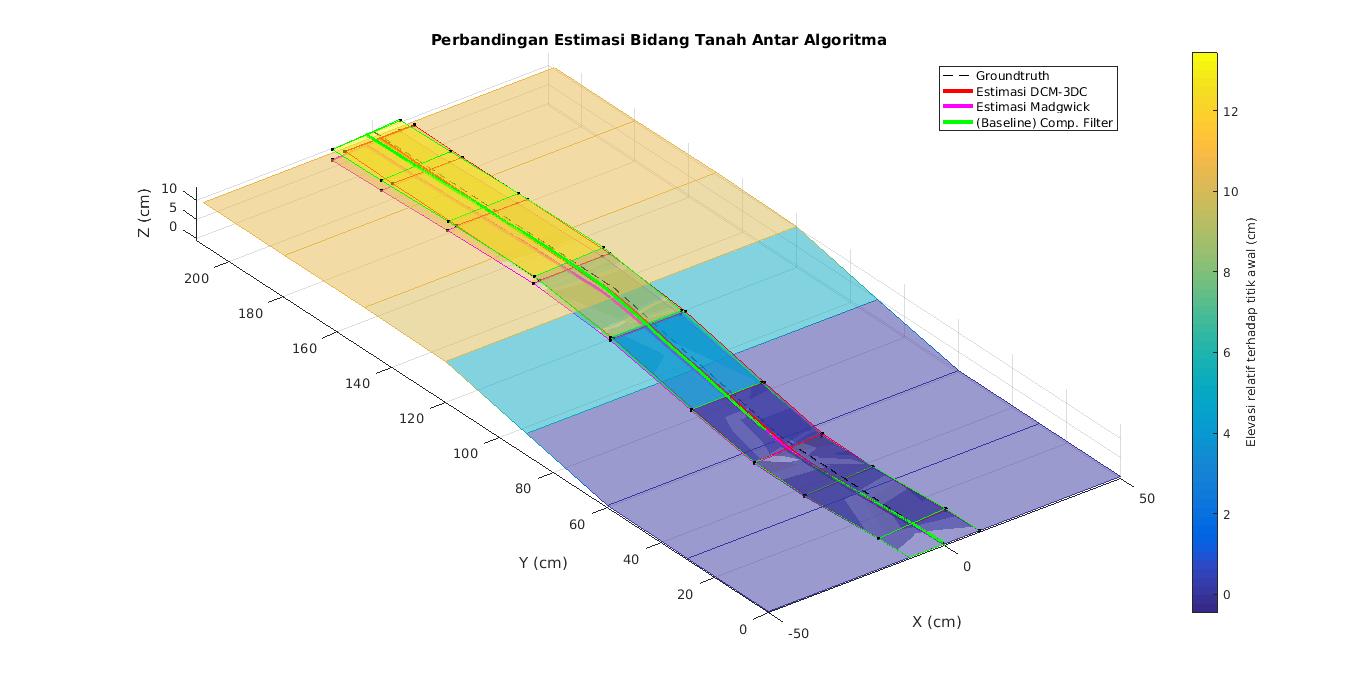 Perbandingan Estimasi Bidang Tanah Antar Algoritma
Groundtruth
Estimasi DCM-3DC
Estimasi Madgwick
(Baseline) Comp. Filter
Z (cm)
10
5
0
200
180
160
140
120
100
80
60
40
20
0
Y (cm)
-50
0
50
X (cm)
12
10
8
6
4
2
0
Elevasi relatif terhadap titik awal (cm)